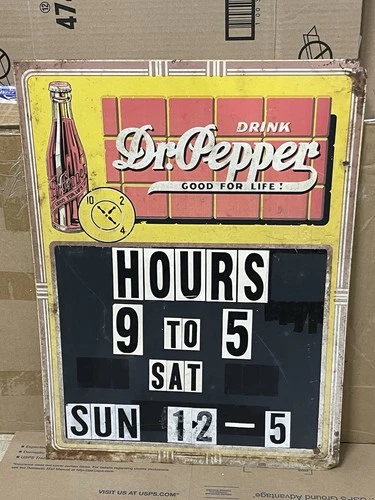 DRINK
Dr. Pepper
GOOD FOR LIFE!
10 2
4
HOURS
9 TO 5
SAT
SUN 12-5
VISIT US AT USPS.COM®